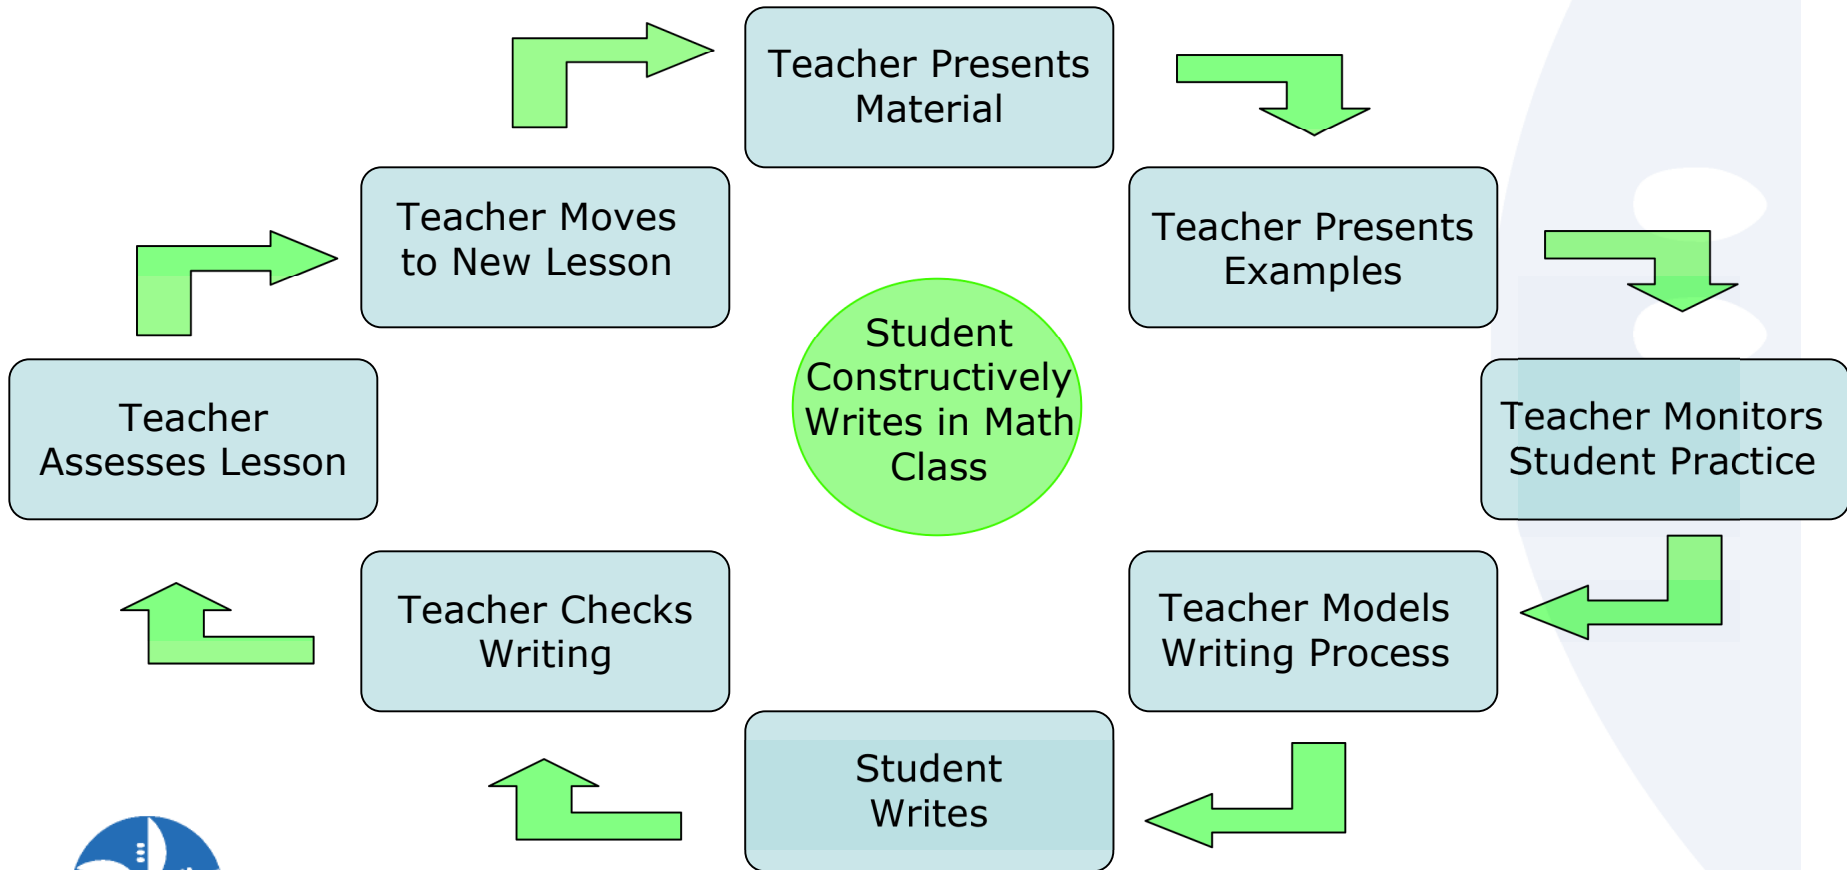 Teacher Presents
Material
Teacher Presents
Examples
Teacher Monitors
Student Practice
Teacher Models
Writing Process
Student
Writes
Teacher Checks
Writing
Teacher
Assesses Lesson
Teacher Moves
to New Lesson
Student
Constructively
Writes in Math
Class